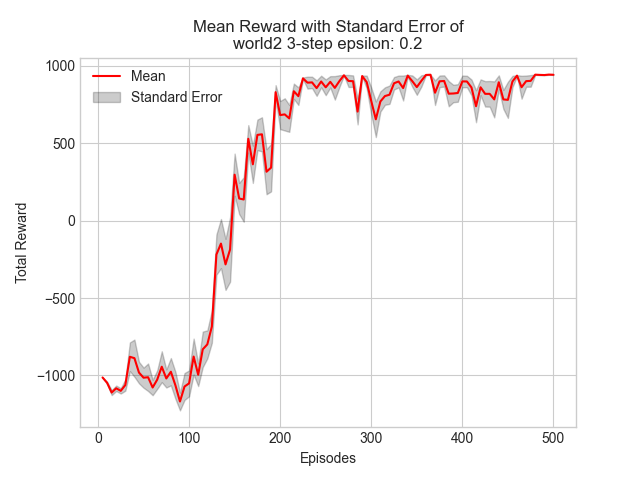 Mean Reward with Standard Error of
world2 3-step epsilon: 0.2
Mean
Standard Error
1000
500
0
−500
−1000
Total Reward
0 100 200 300 400 500
Episodes